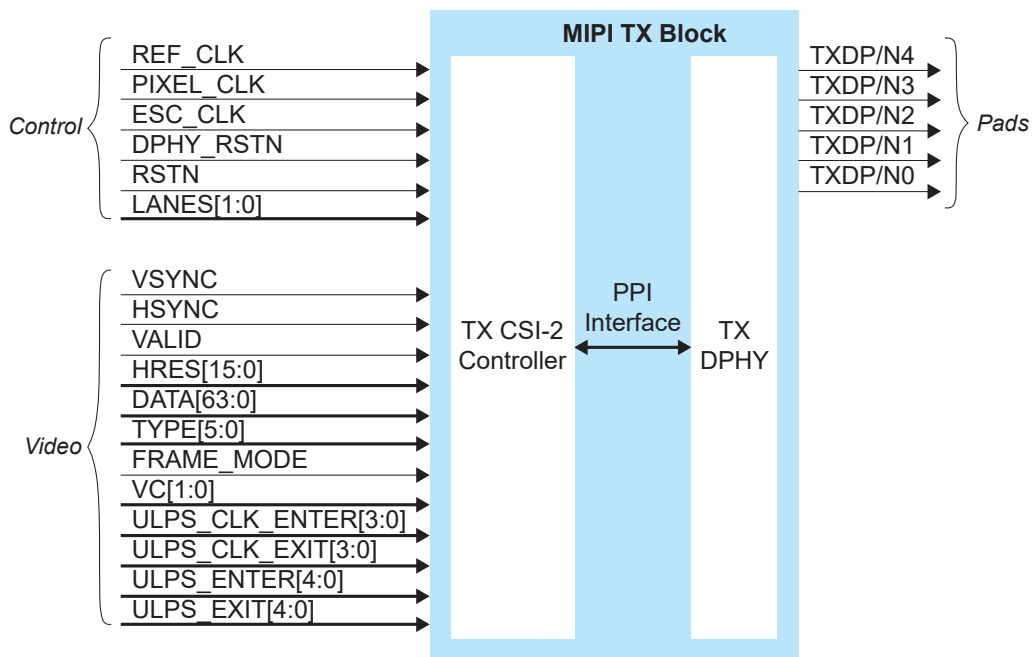 MIPI TX Block
Control
REF_CLK
PIXEL_CLK
ESC_CLK
DPHY_RSTN
RSTN
LANES[1:0]
Video
VSYNC
HSYNC
VALID
HRES[15:0]
DATA[63:0]
TYPE[5:0]
FRAME_MODE
VC[1:0]
ULPS_CLK_ENTER[3:0]
ULPS_CLK_EXIT[3:0]
ULPS_ENTER[4:0]
ULPS_EXIT[4:0]
TX CSI-2
Controller
PPI
Interface
TX
DPHY
TXDP/N4
TXDP/N3
TXDP/N2
TXDP/N1
TXDP/N0
Pads